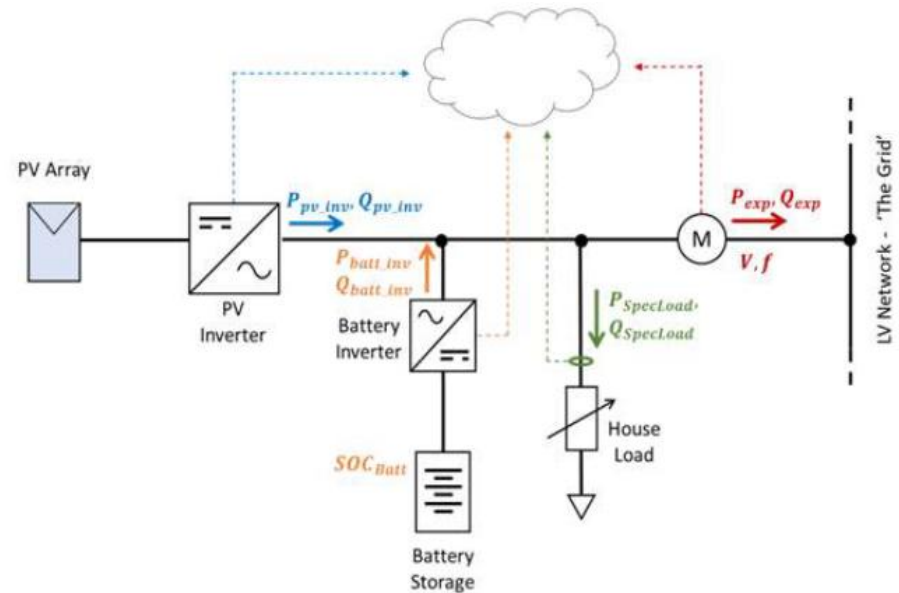 PV Array
P_pv_inv, Q_pv_inv
PV
Inverter
P_batt_inv
Q_batt_inv
Battery
Inverter
SOC_Batt
Battery
Storage
P_SpecLoad,
Q_SpecLoad
House
Load
M
P_exp, Q_exp
V, f
LV Network - 'The Grid'